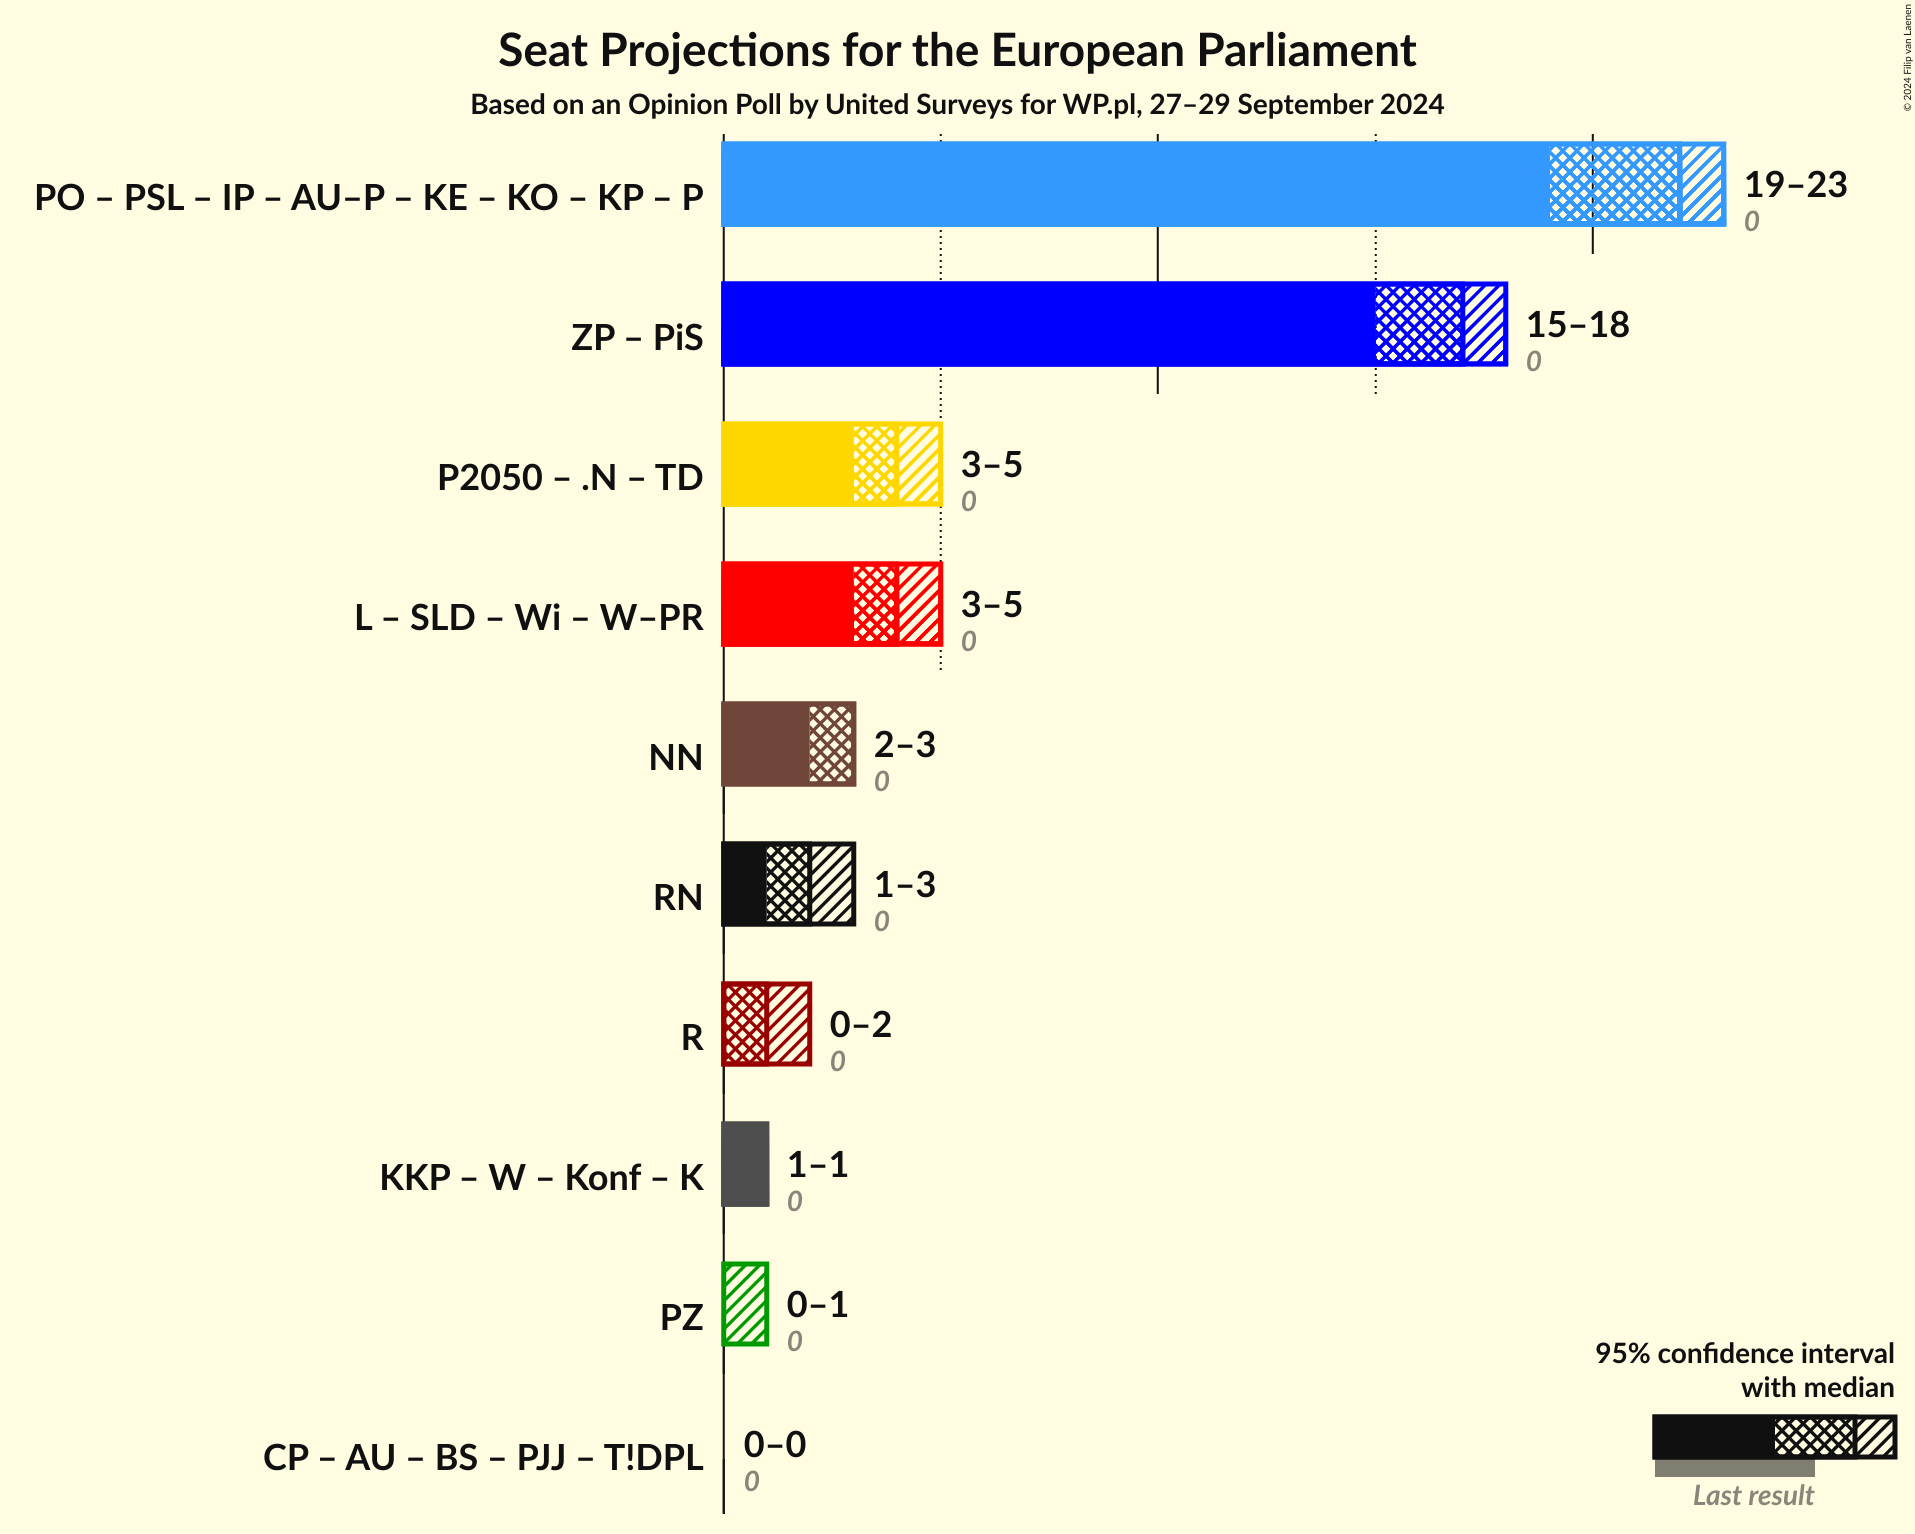 Seat Projections for the European Parliament
Based on an Opinion Poll by United Surveys for WP.pl, 27–29 September 2024
© 2024 Filip van Laenen
PO – PSL – IP – AU–P – KE – KO – KP – P
19–23
0
ZP – PiS
15–18
0
P2050 – .N – TD
3–5
0
L – SLD – Wi – W–PR
3–5
0
NN
2–3
0
RN
1–3
0
R
0–2
0
KKP – W – Konf – K
1–1
0
PZ
0–1
0
CP – AU – BS – PJJ – T!DPL
0–0
0
95% confidence interval
with median
Last result